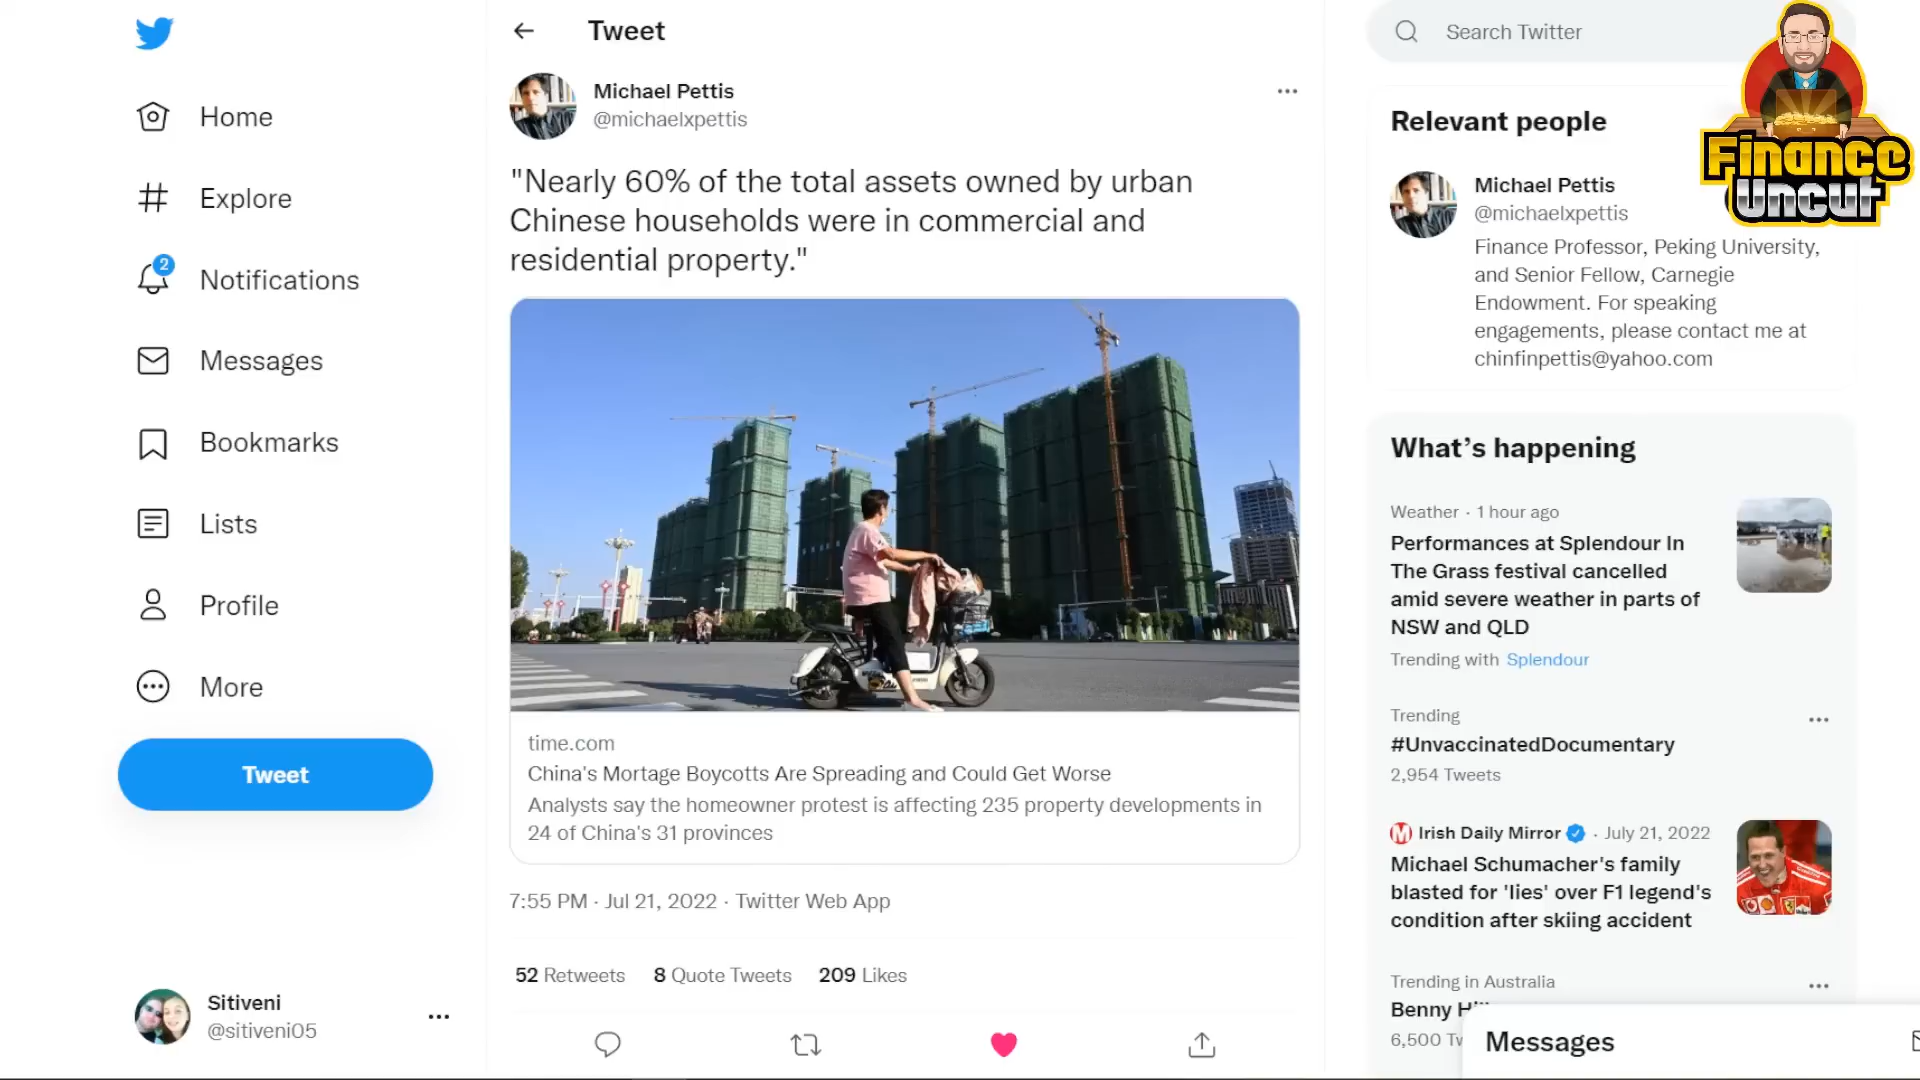 Home
Explore
2
Notifications
Messages
Bookmarks
Lists
Profile
More
Tweet
Sitiveni
@sitiveni05
Tweet
Michael Pettis
@michaelxpettis
"Nearly 60% of the total assets owned by urban
Chinese households were in commercial and
residential property."
time.com
China's Mortage Boycotts Are Spreading and Could Get Worse
Analysts say the homeowner protest is affecting 235 property developments in
24 of China's 31 provinces
7:55 PM · Jul 21, 2022 · Twitter Web App
52 Retweets 8 Quote Tweets 209 Likes
Search Twitter
Finance
Uncut
Relevant people
Michael Pettis
@michaelxpettis
Finance Professor, Peking University,
and Senior Fellow, Carnegie
Endowment. For speaking
engagements, please contact me at
chinfinpettis@yahoo.com
What's happening
Weather · 1 hour ago
Performances at Splendour In
The Grass festival cancelled
amid severe weather in parts of
NSW and QLD
Trending with Splendour
Trending
#UnvaccinatedDocumentary
2,954 Tweets
Irish Daily Mirror · July 21, 2022
Michael Schumacher's family
blasted for 'lies' over F1 legend's
condition after skiing accident
Trending in Australia
Benny
6,500
Messages